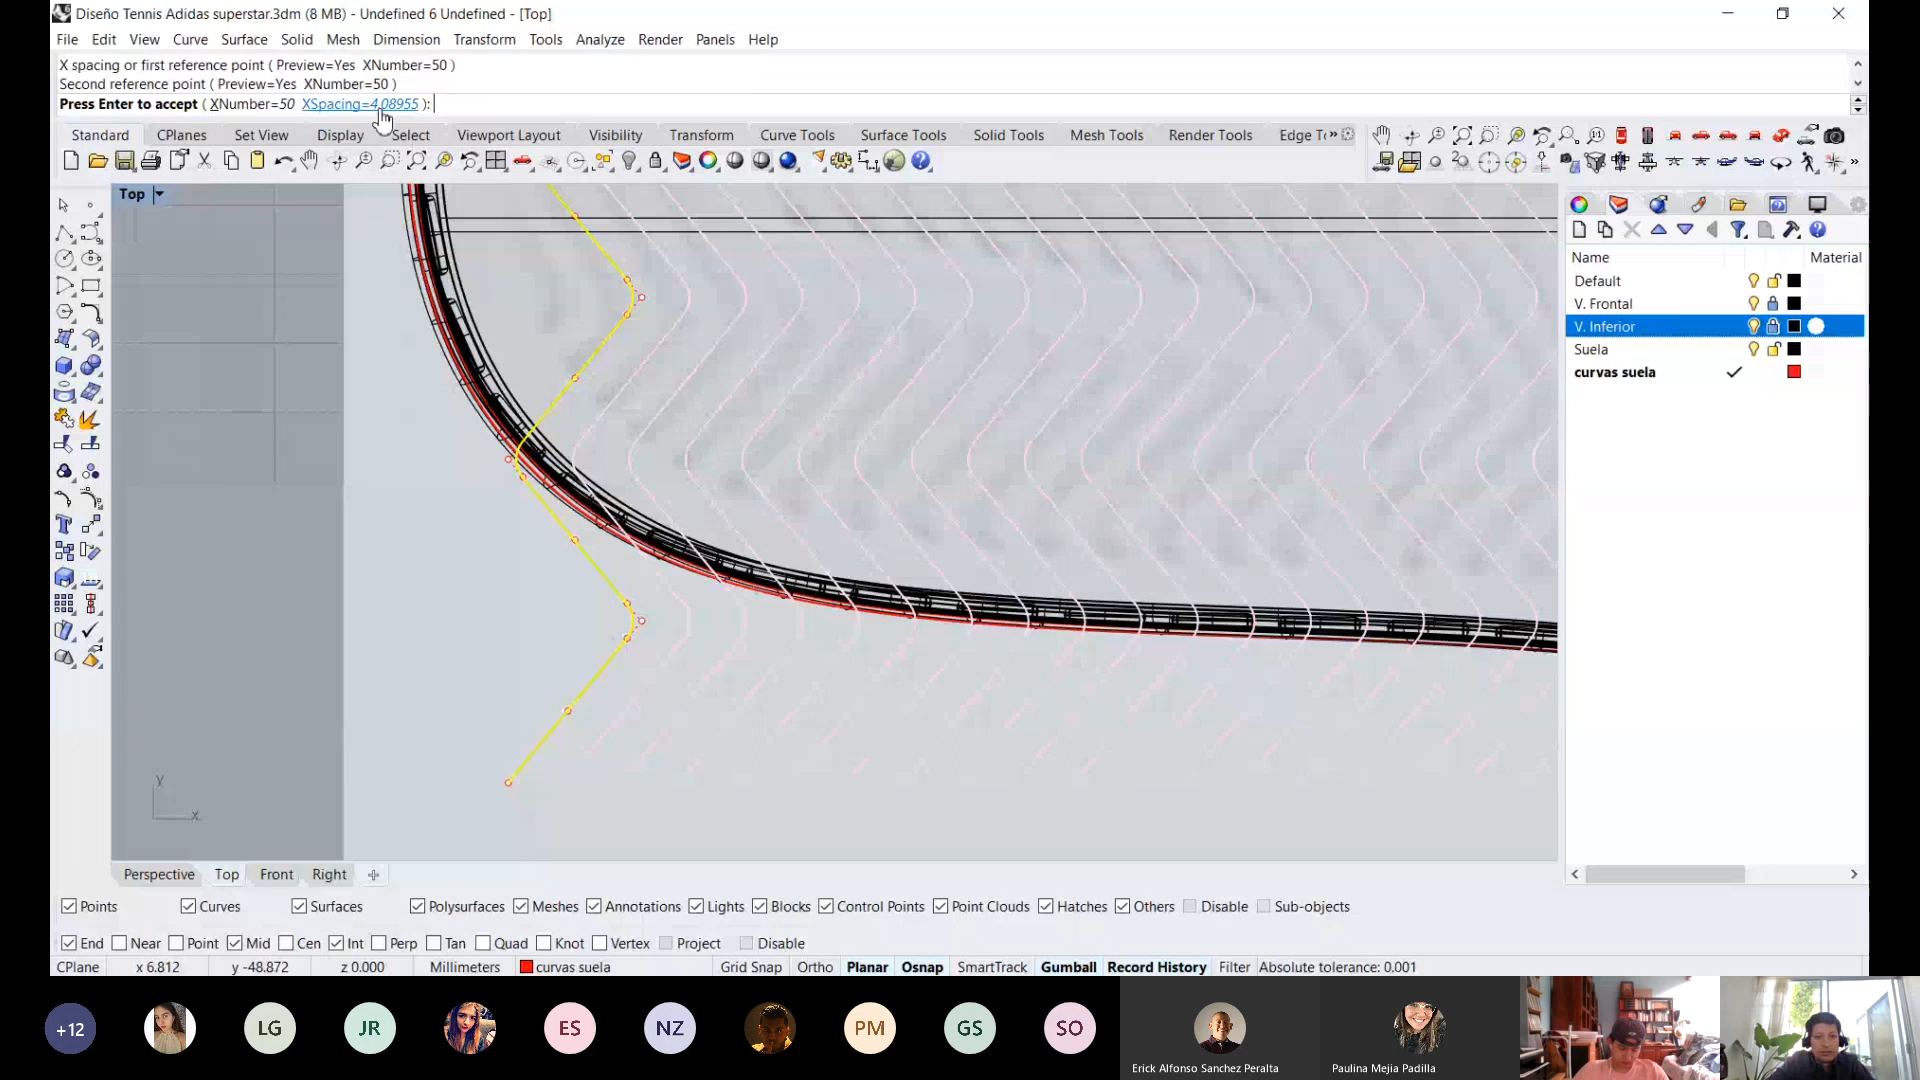 Diseño Tennis Adidas superstar.3dm (8 MB) - Undefined 6 Undefined - [Top]
File Edit View Curve Surface Solid Mesh Dimension Transform Tools Analyze Render Panels Help
X spacing or first reference point ( Preview=Yes XNumber=50 )
Second reference point ( Preview=Yes XNumber=50 )
Press Enter to accept ( XNumber=50 XSpacing=4.08955 ):
Standard CPlanes Set View Display Select Viewport Layout Visibility Transform Curve Tools Surface Tools Solid Tools Mesh Tools Render Tools Edge T
Top
Name Material
Default
V. Frontal
V. Inferior
Suela
curvas suela
y
x
Perspective Top Front Right
Points Curves Surfaces Polysurfaces Meshes Annotations Lights Blocks Control Points Point Clouds Hatches Others Disable Sub-objects
End Near Point Mid Cen Int Perp Tan Quad Knot Vertex Project Disable
CPlane x 6.812 y -48.872 z 0.000 Millimeters curvas suela Grid Snap Ortho Planar Osnap SmartTrack Gumball Record History Filter Absolute tolerance: 0.001
+12 LG JR ES NZ PM GS SO
Erick Alfonso Sanchez Peralta Paulina Mejia Padilla